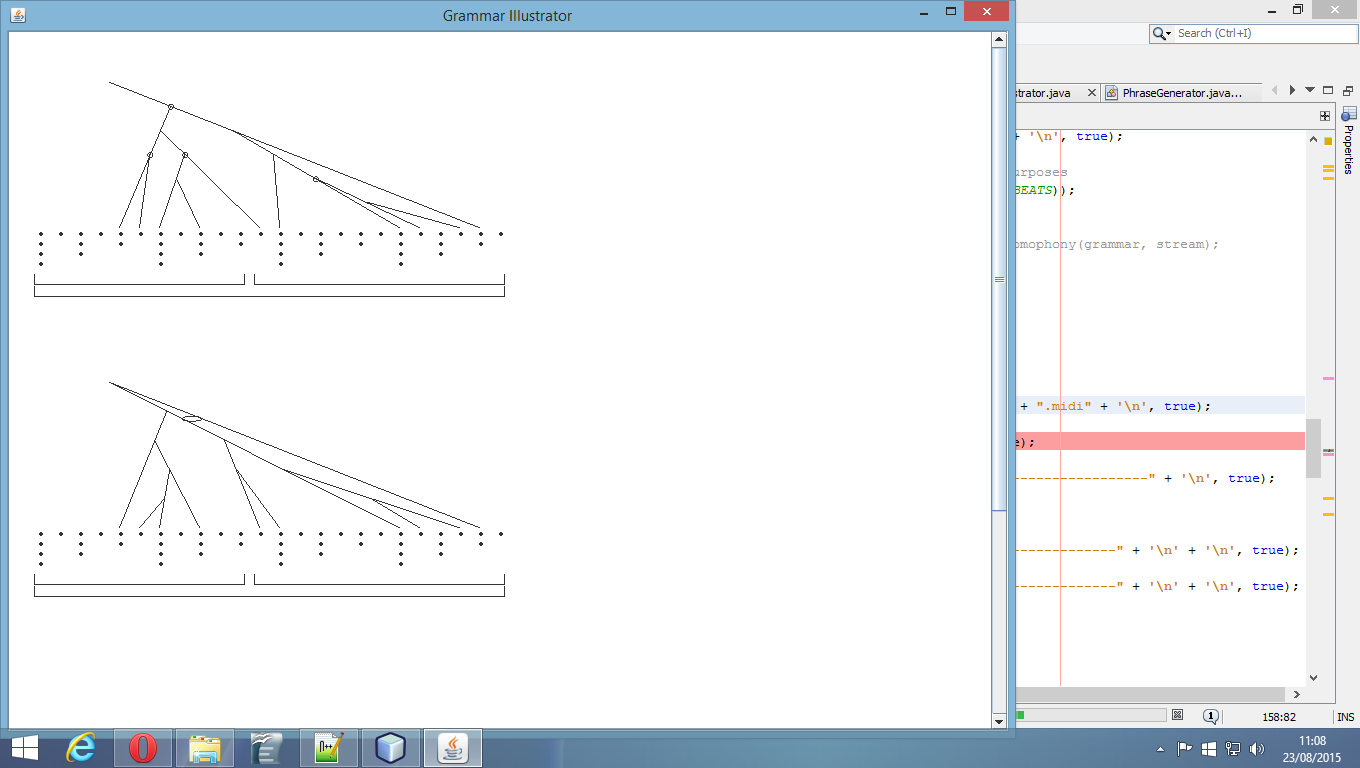 Grammar Illustrator
Search (Ctrl+I)
strator.java
PhraseGenerator.java...
Properties
+ '\n', true);
urposes
BEATS));
omophony(grammar, stream);
+ ".midi" + '\n', true);
e);
-----------------" + '\n', true);
-------------" + '\n' + '\n', true);
-------------" + '\n' + '\n', true);
1
158:82
INS
N++
11:08
23/08/2015